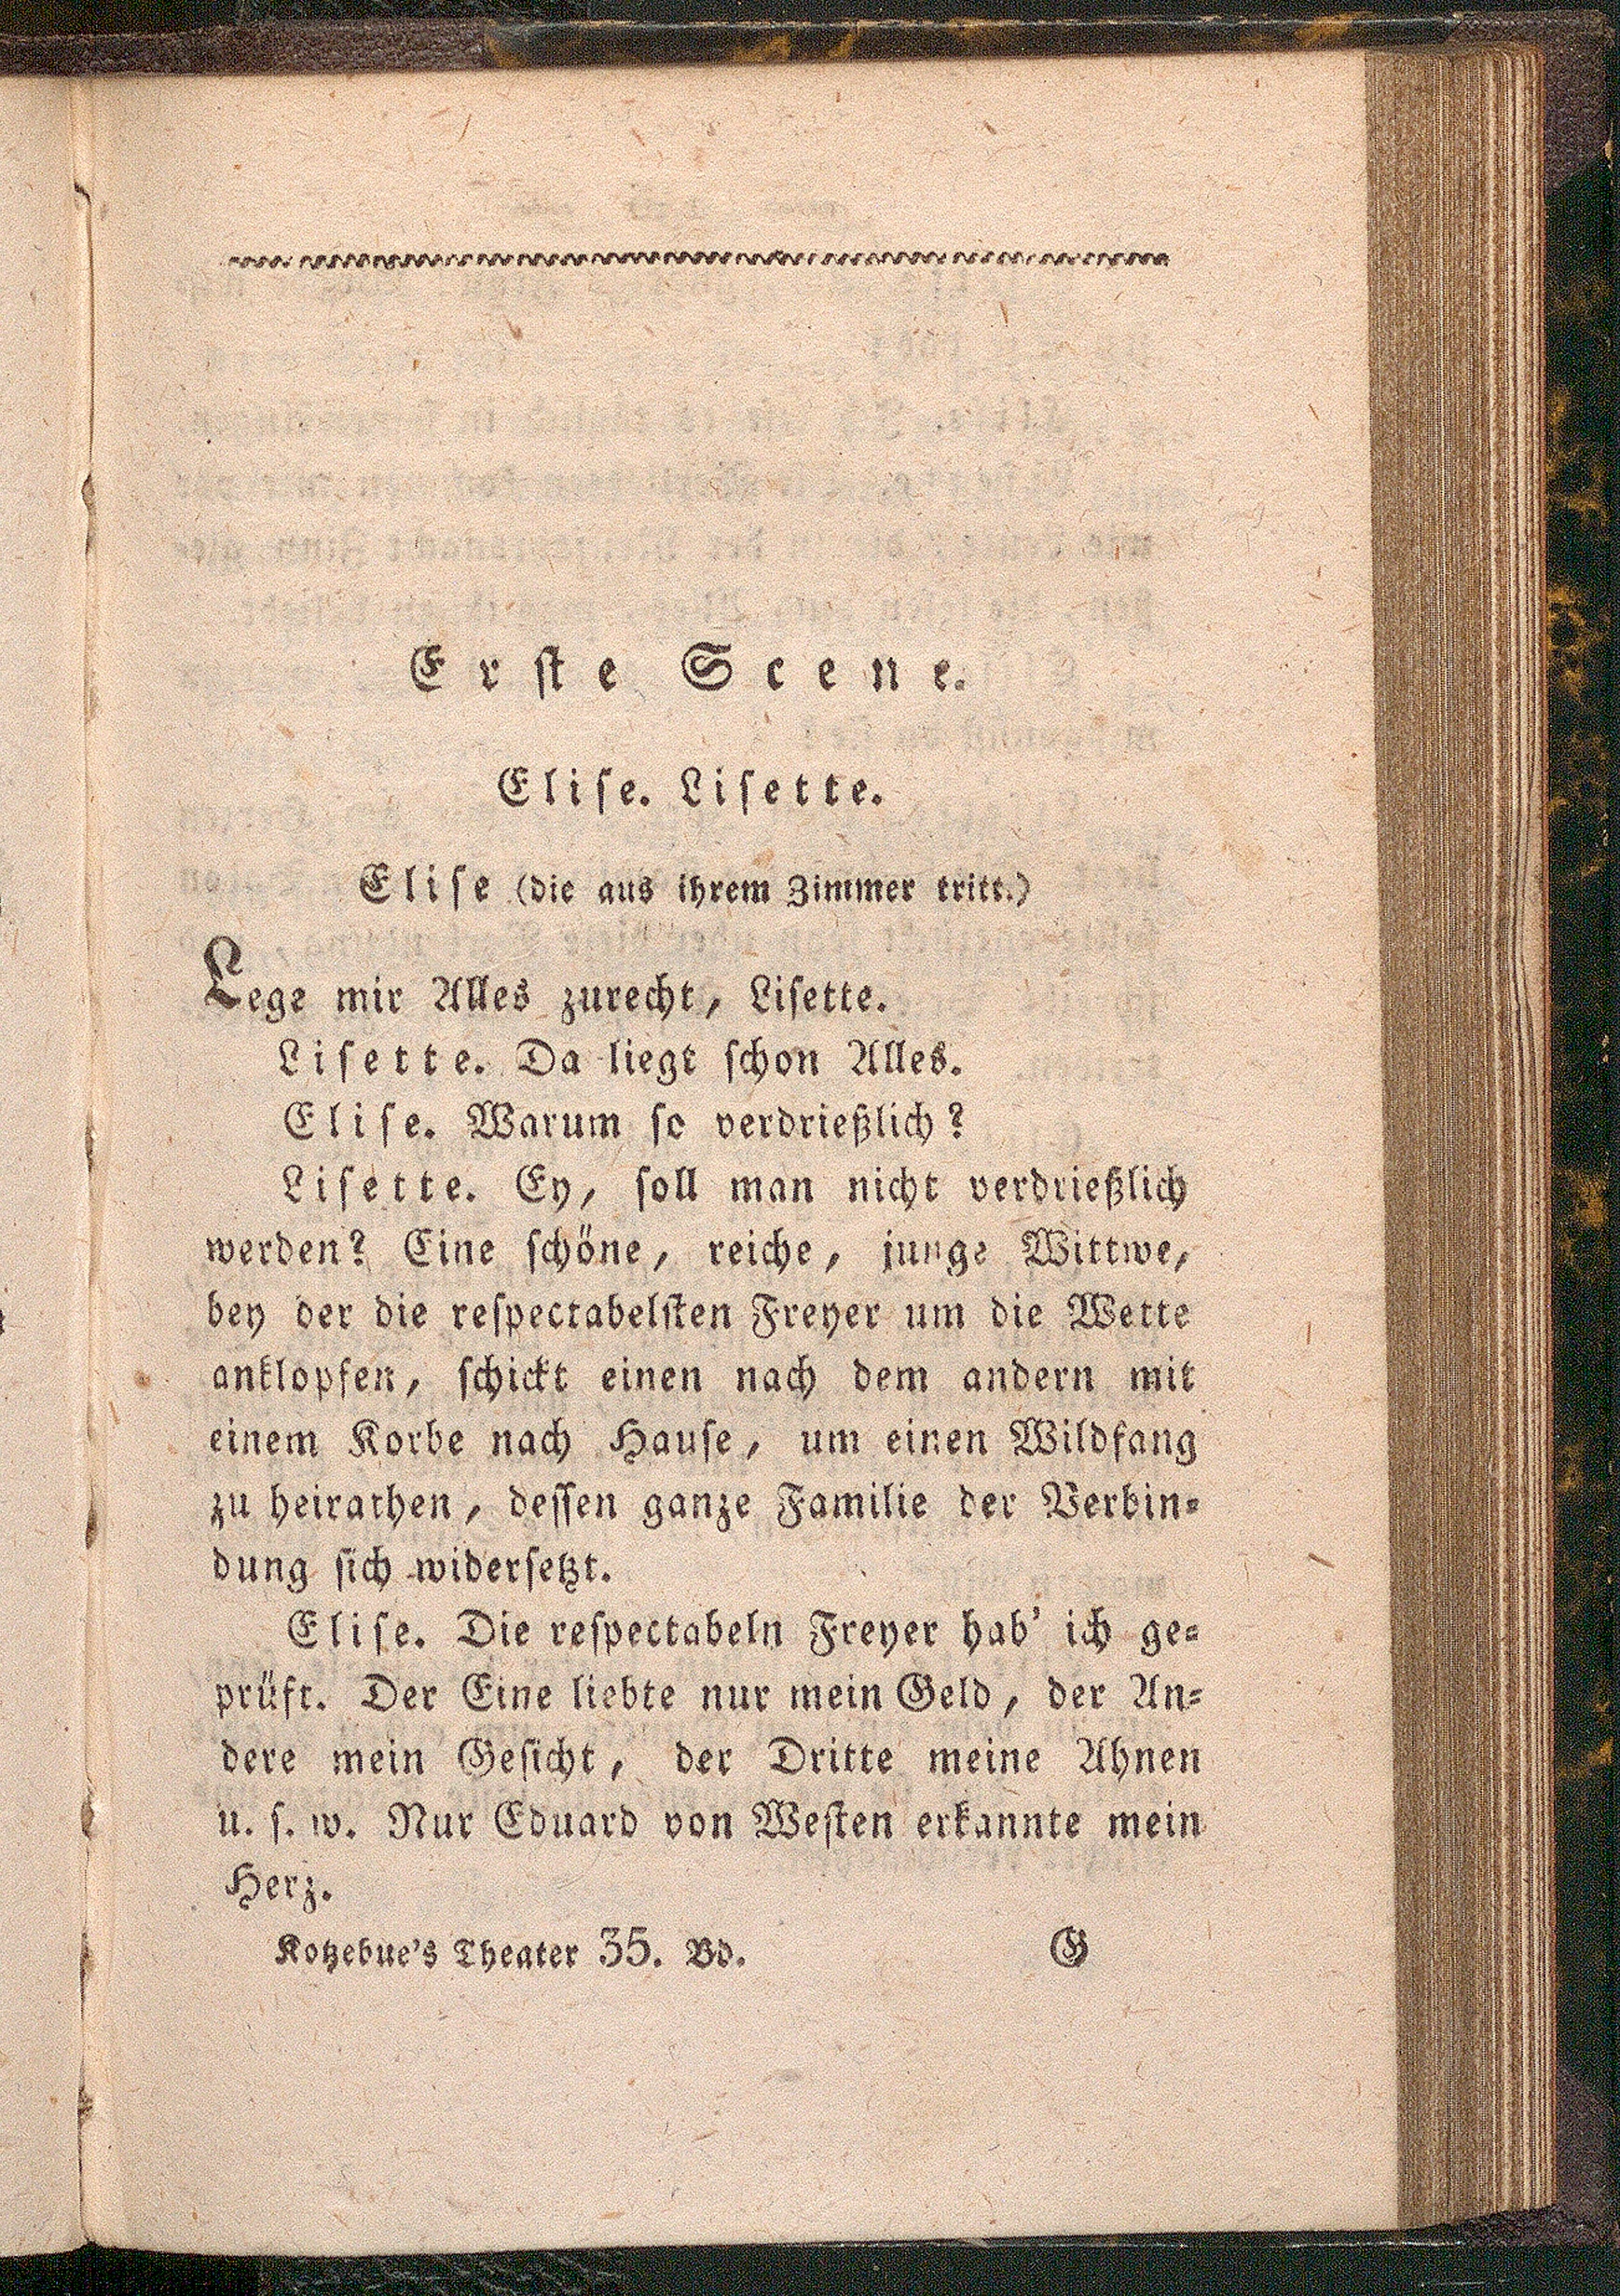 Erste Scene.
Elise. Lisette.
Elise (die aus ihrem Zimmer tritt.)
Lege mir Alles zurecht, Lisette.
Lisette. Da liegt schon Alles.
Elise. Warum so verdrießlich?
Lisette. Ey, soll man nicht verdrießlich
werden? Eine schöne, reiche, junge Wittwe,
bey der die respectabelsten Freyer um die Wette
anklopfen, schickt einen nach dem andern mit
einem Korbe nach Hause, um einen Wildfang
zu heirathen, dessen ganze Familie der Verbin-
dung sich widersetzt.
Elise. Die respectabeln Freyer hab' ich ge-
prüft. Der Eine liebte nur mein Geld, der An-
dere mein Gesicht, der Dritte meine Ahnen
u. s. w. Nur Eduard von Westen erkannte mein
Herz.
Kotzebue's Theater 35. Bd. G